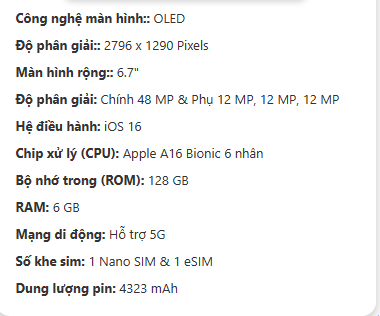 Công nghệ màn hình:: OLED
Độ phân giải:: 2796 x 1290 Pixels
Màn hình rộng:: 6.7"
Độ phân giải: Chính 48 MP & Phụ 12 MP, 12 MP, 12 MP
Hệ điều hành: iOS 16
Chip xử lý (CPU): Apple A16 Bionic 6 nhân
Bộ nhớ trong (ROM): 128 GB
RAM: 6 GB
Mạng di động: Hỗ trợ 5G
Số khe sim: 1 Nano SIM & 1 eSIM
Dung lượng pin: 4323 mAh